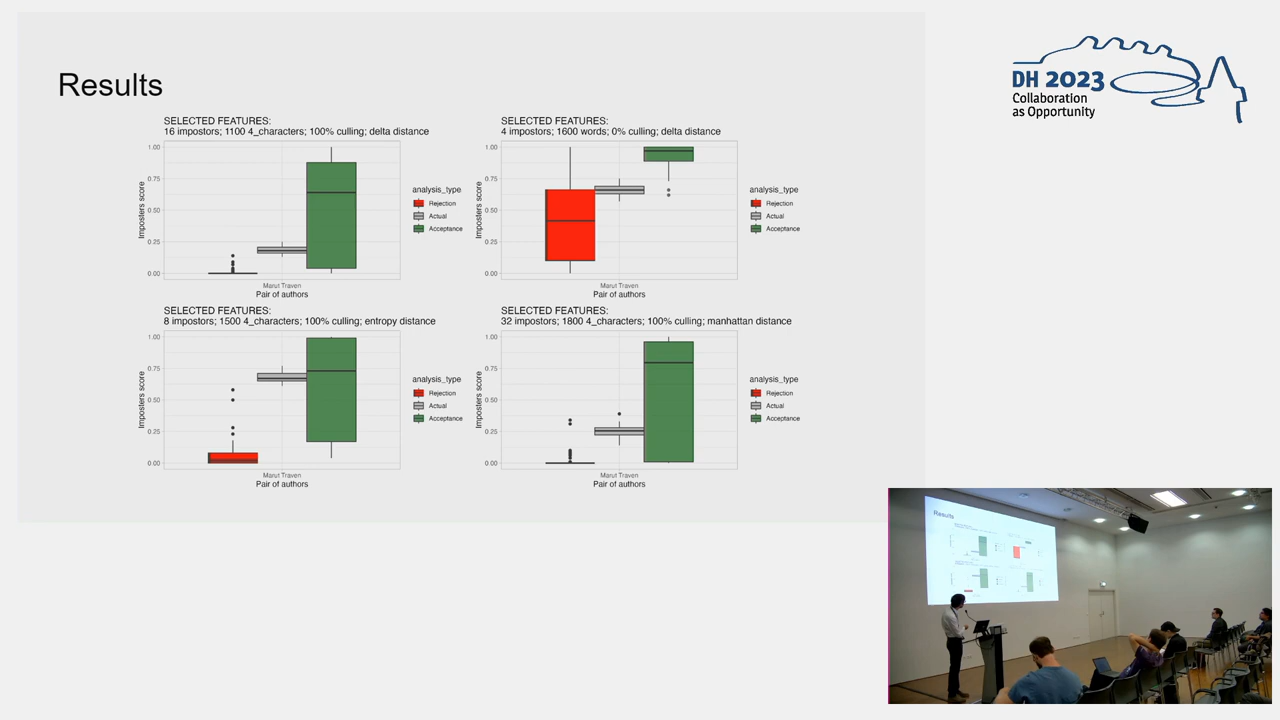 Results
SELECTED FEATURES:
16 impostors; 1100 4_characters; 100% culling; delta distance
1.00
0.75
0.50
0.25
0.00
Imposters score
Marut Traven
Pair of authors
analysis_type
Rejection
Actual
Acceptance
SELECTED FEATURES:
4 impostors; 1600 words; 0% culling; delta distance
1.00
0.75
0.50
0.25
0.00
Imposters score
Marut Traven
Pair of authors
analysis_type
Rejection
Actual
Acceptance
SELECTED FEATURES:
8 impostors; 1500 4_characters; 100% culling; entropy distance
1.00
0.75
0.50
0.25
0.00
Imposters score
Marut Traven
Pair of authors
analysis_type
Rejection
Actual
Acceptance
SELECTED FEATURES:
32 impostors; 1800 4_characters; 100% culling; manhattan distance
1.00
0.75
0.50
0.25
0.00
Imposters score
Marut Traven
Pair of authors
analysis_type
Rejection
Actual
Acceptance
DH 2023
Collaboration
as Opportunity
Results